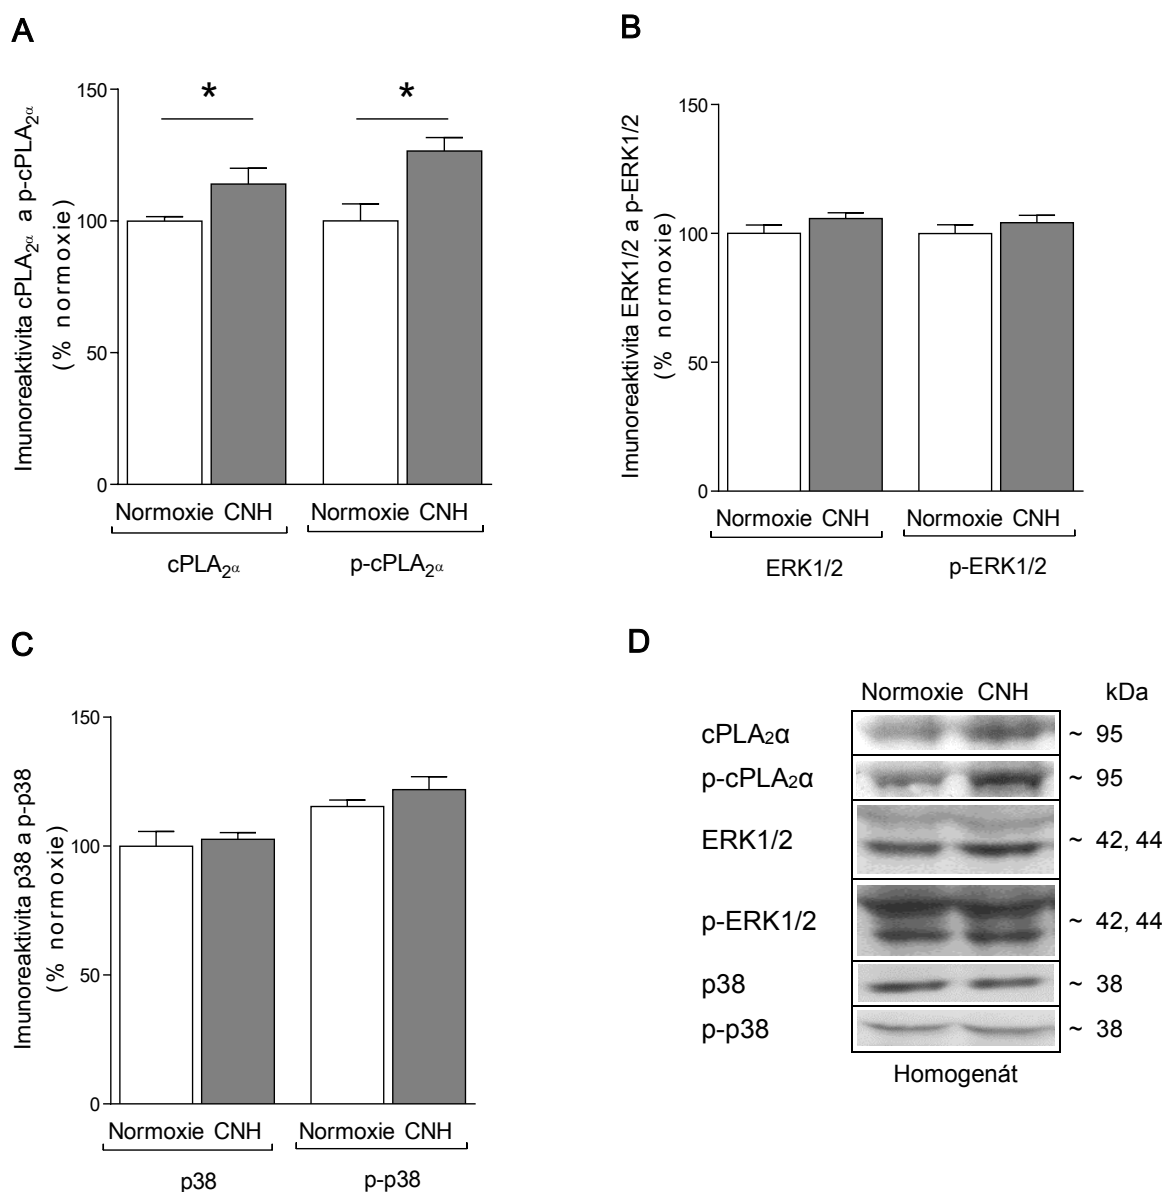 A
Imunoreaktivita cPLA₂α a p-cPLA₂α
(% normoxie)
150
100
50
0
*
*
Normoxie CNH
Normoxie CNH
cPLA₂α
p-cPLA₂α
B
Imunoreaktivita ERK1/2 a p-ERK1/2
(% normoxie)
150
100
50
0
Normoxie CNH
Normoxie CNH
ERK1/2
p-ERK1/2
C
Imunoreaktivita p38 a p-p38
(% normoxie)
150
100
50
0
Normoxie CNH
Normoxie CNH
p38
p-p38
D
Normoxie CNH kDa
cPLA₂α ~ 95
p-cPLA₂α ~ 95
ERK1/2 ~ 42, 44
p-ERK1/2 ~ 42, 44
p38 ~ 38
p-p38 ~ 38
Homogenát